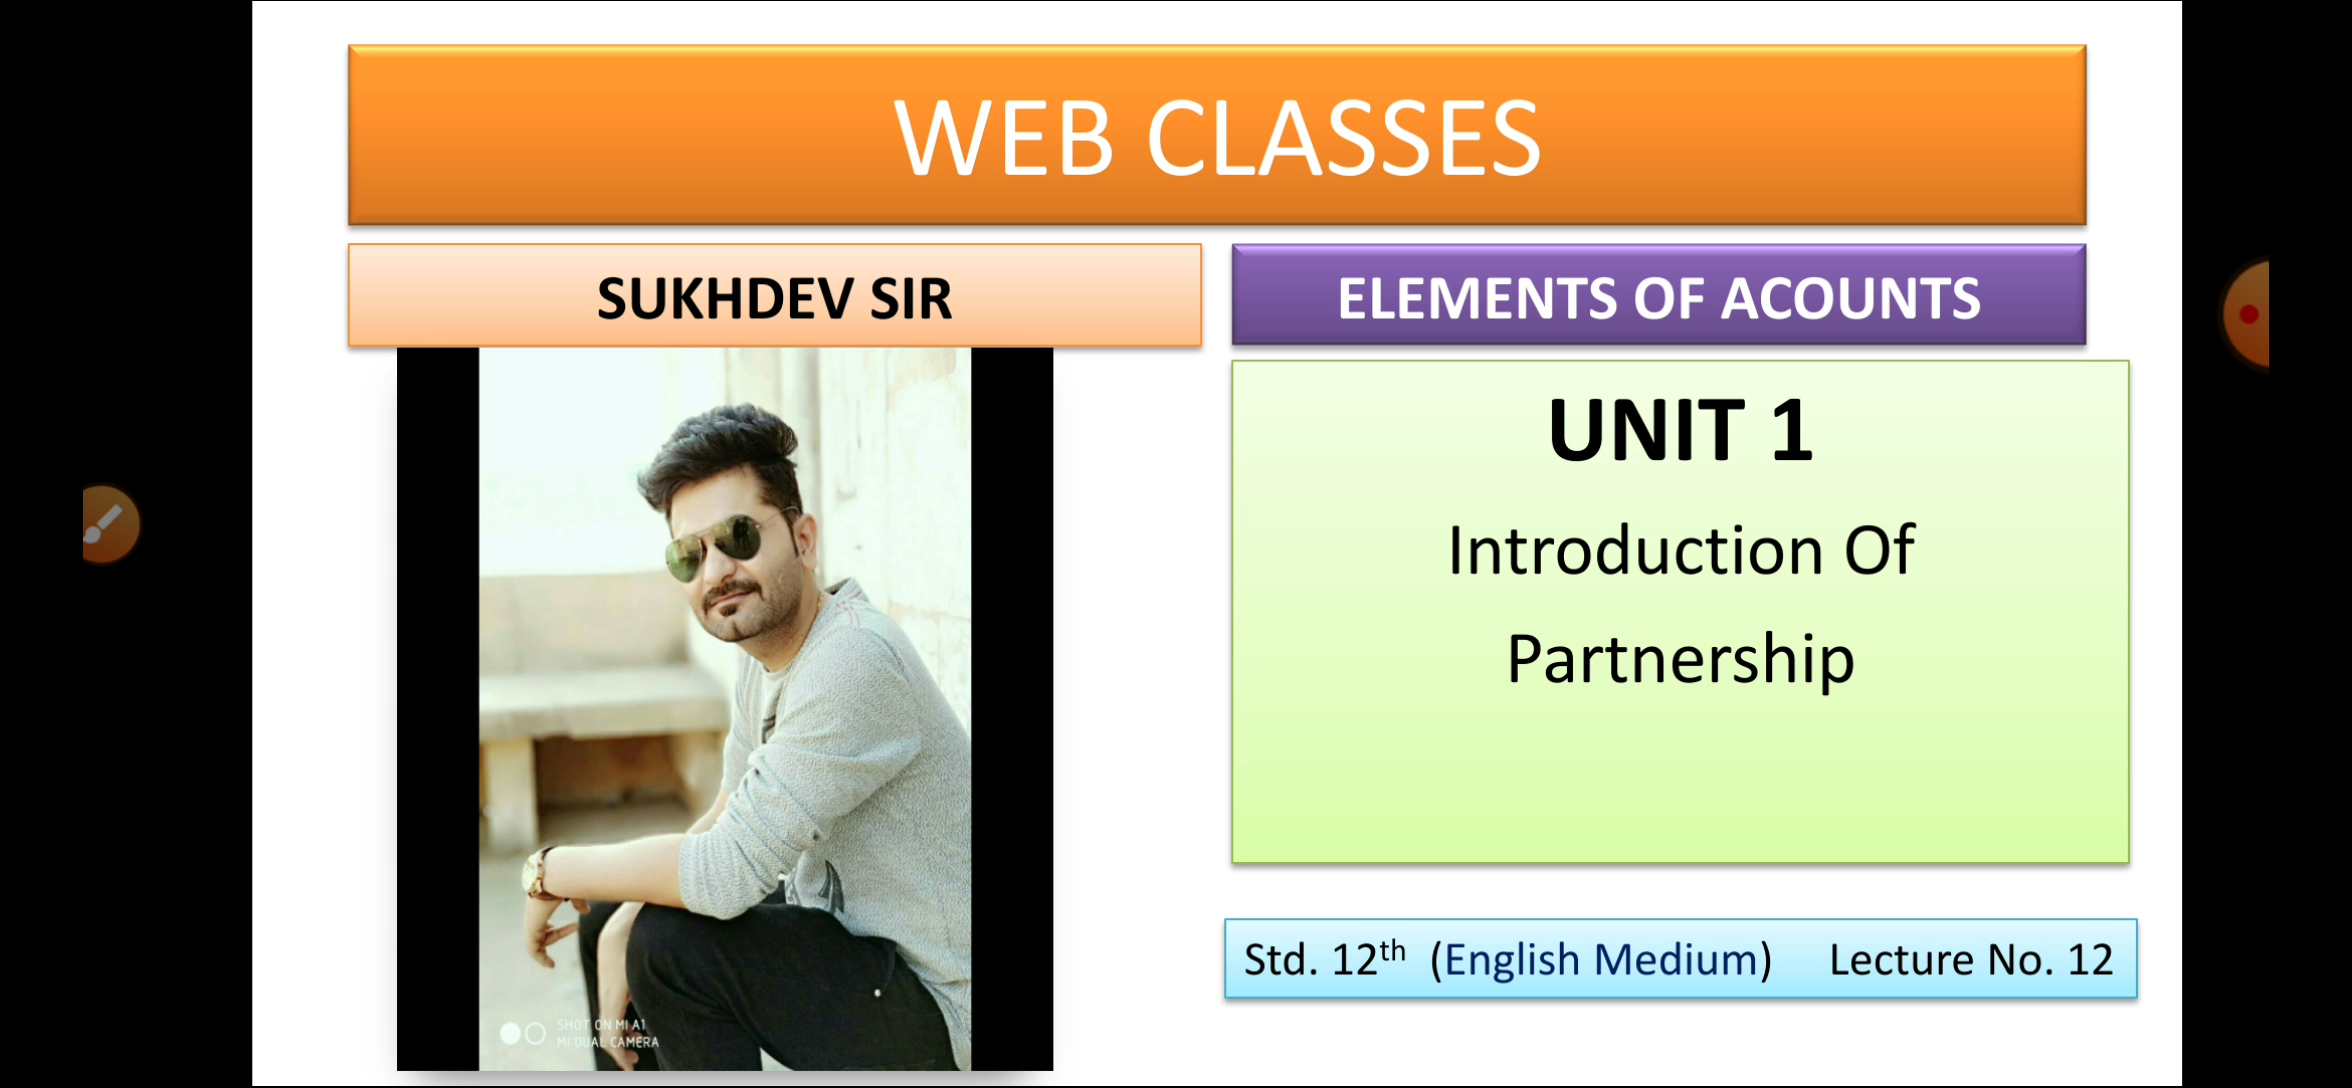 WEB CLASSES
SUKHDEV SIR
ELEMENTS OF ACOUNTS
UNIT 1
Introduction Of
Partnership
Std. 12th (English Medium) Lecture No. 12
SHOT ON MI A1
MI DUAL CAMERA